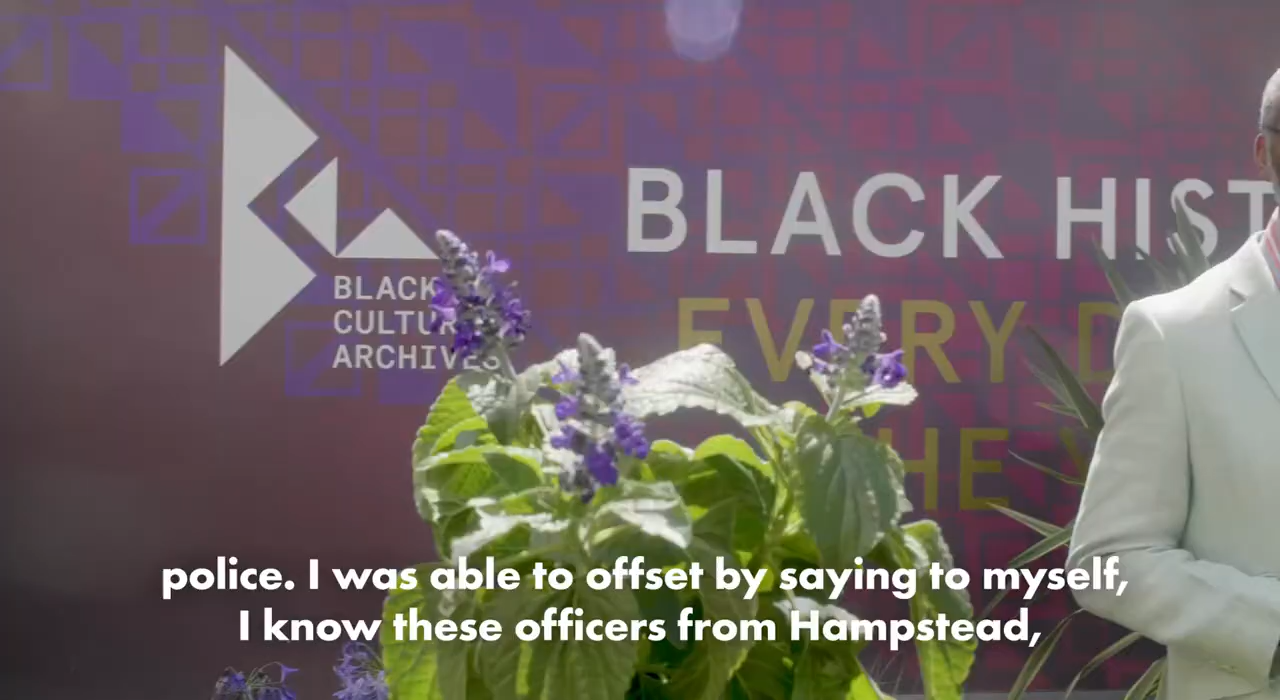 BLACK HIST
EVERY D
HE
BLACK
CULTUR
ARCHIVES
police. I was able to offset by saying to myself,
I know these officers from Hampstead,